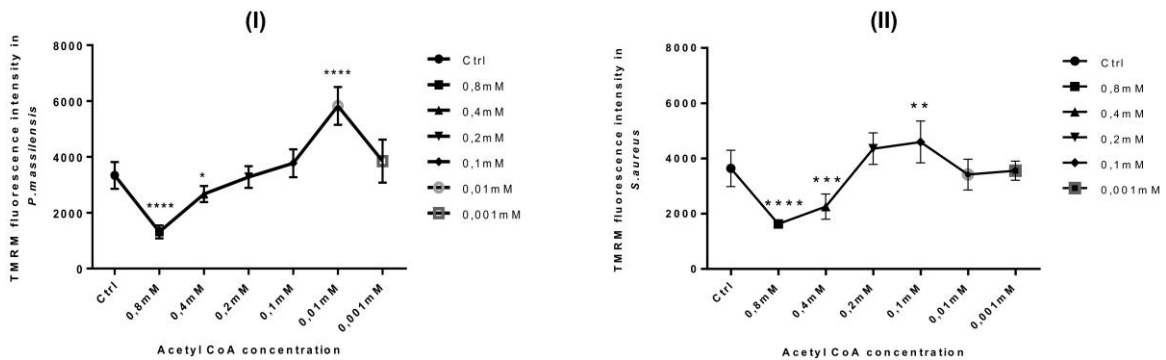 (I)
TMRM fluorescence intensity in
P.massilensis
8000
6000
4000
2000
0
****
*
****
Ctrl
0,8mM
0,4mM
0,2mM
0,1mM
0,01mM
0,001mM
Acetyl CoA concentration
Ctrl
0,8mM
0,4mM
0,2mM
0,1mM
0,01mM
0,001mM
(II)
TMRM fluorescence intensity in
S.aureus
8000
6000
4000
2000
0
****
***
**
Ctrl
0,8mM
0,4mM
0,2mM
0,1mM
0,01mM
0,001mM
Acetyl CoA concentration
Ctrl
0,8mM
0,4mM
0,2mM
0,1mM
0,01mM
0,001mM